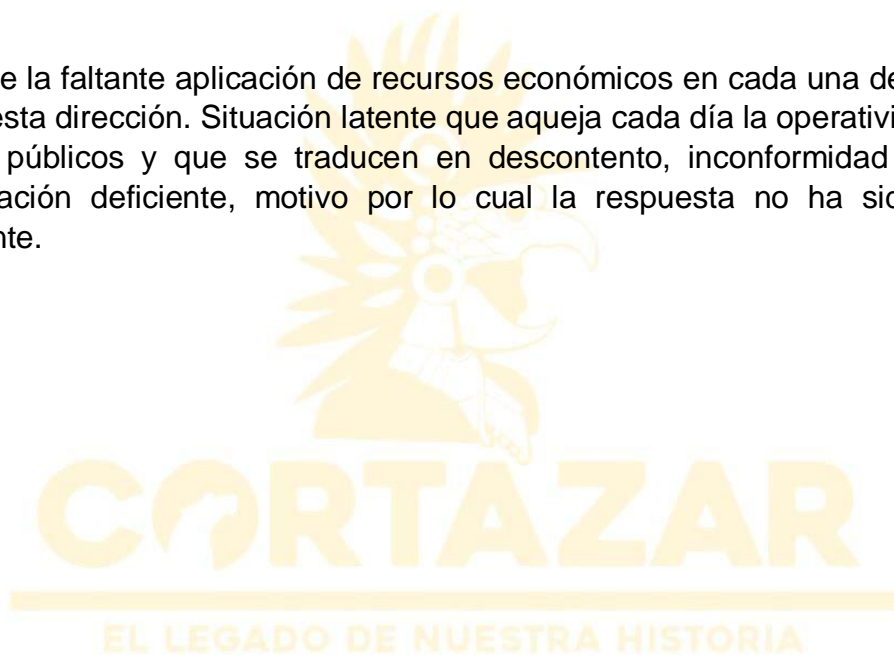 e la faltante aplicación de recursos económicos en cada una de
esta dirección. Situación latente que aqueja cada día la operativi
públicos y que se traducen en descontento, inconformidad
ación deficiente, motivo por lo cual la respuesta no ha sic
nte.
CORTAZAR
EL LEGADO DE NUESTRA HISTORIA